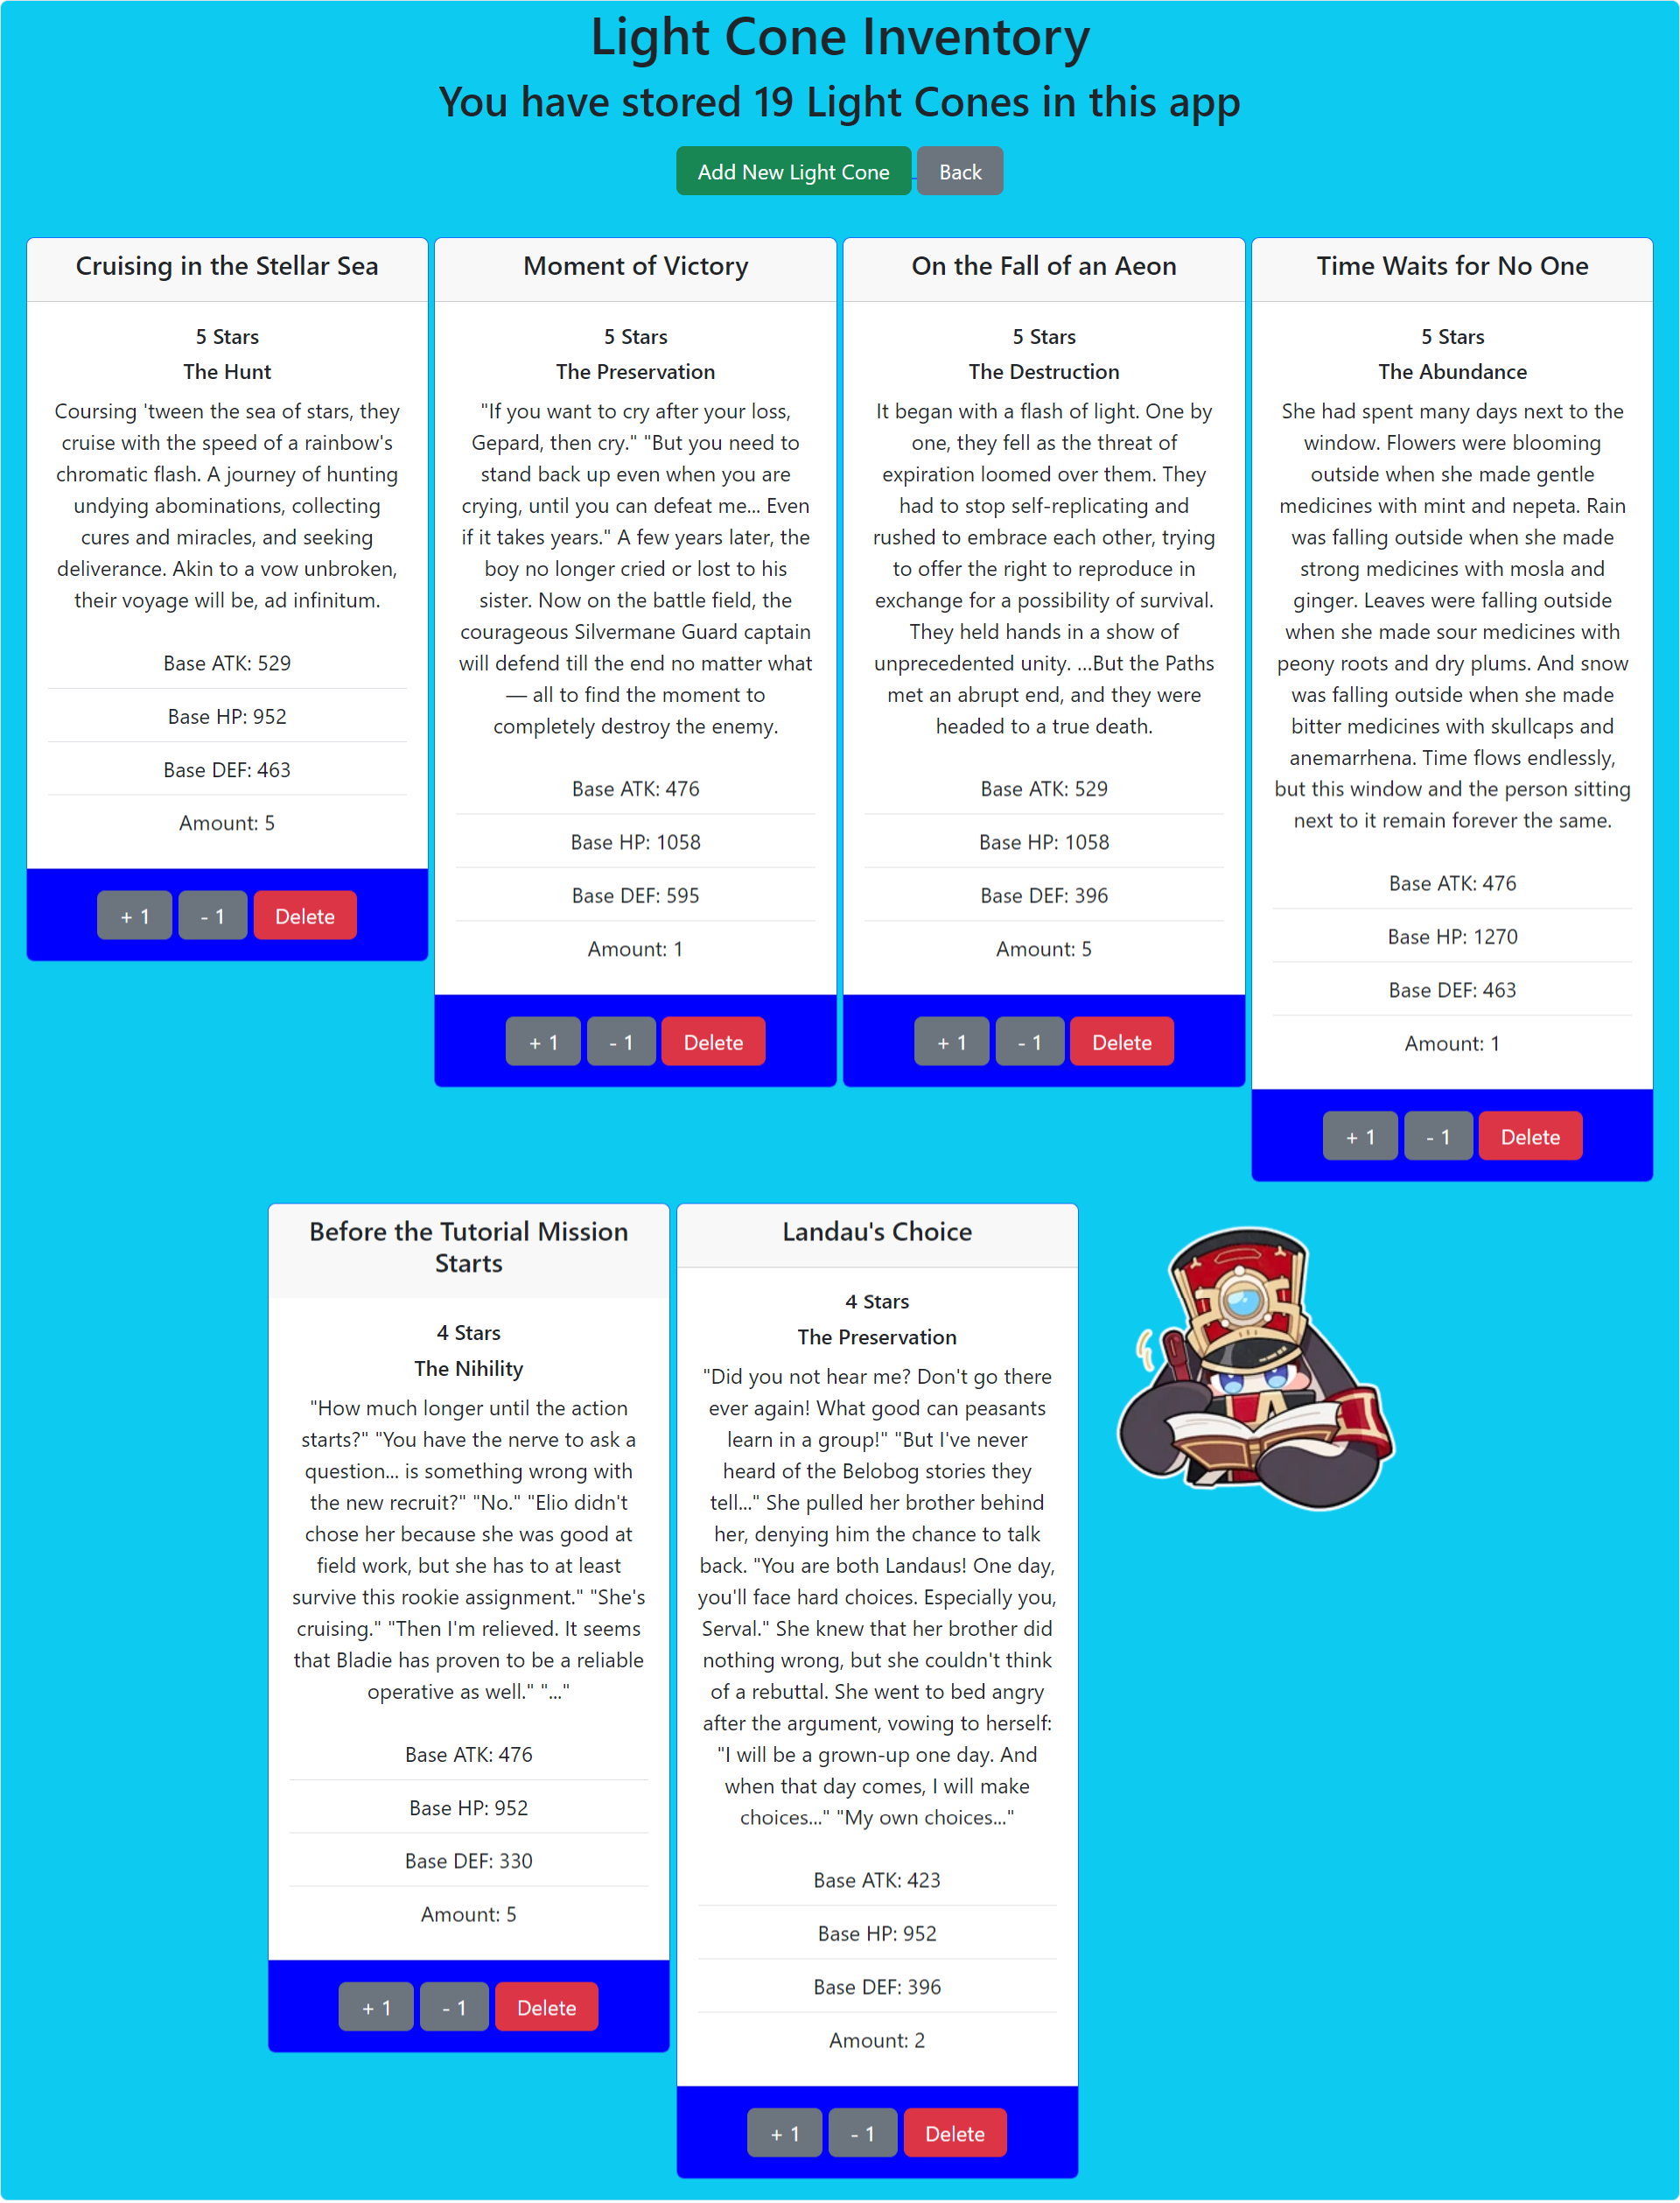 Light Cone Inventory
You have stored 19 Light Cones in this app
Add New Light Cone Back
Cruising in the Stellar Sea
5 Stars
The Hunt
Coursing 'tween the sea of stars, they
cruise with the speed of a rainbow's
chromatic flash. A journey of hunting
undying abominations, collecting
cures and miracles, and seeking
deliverance. Akin to a vow unbroken,
their voyage will be, ad infinitum.
Base ATK: 529
Base HP: 952
Base DEF: 463
Amount: 5
+ 1 - 1 Delete
Moment of Victory
5 Stars
The Preservation
"If you want to cry after your loss,
Gepard, then cry." "But you need to
stand back up even when you are
crying, until you can defeat me... Even
if it takes years." A few years later, the
boy no longer cried or lost to his
sister. Now on the battle field, the
courageous Silvermane Guard captain
will defend till the end no matter what
— all to find the moment to
completely destroy the enemy.
Base ATK: 476
Base HP: 1058
Base DEF: 595
Amount: 1
+ 1 - 1 Delete
On the Fall of an Aeon
5 Stars
The Destruction
It began with a flash of light. One by
one, they fell as the threat of
expiration loomed over them. They
had to stop self-replicating and
rushed to embrace each other, trying
to offer the right to reproduce in
exchange for a possibility of survival.
They held hands in a show of
unprecedented unity. ...But the Paths
met an abrupt end, and they were
headed to a true death.
Base ATK: 529
Base HP: 1058
Base DEF: 396
Amount: 5
+ 1 - 1 Delete
Time Waits for No One
5 Stars
The Abundance
She had spent many days next to the
window. Flowers were blooming
outside when she made gentle
medicines with mint and nepeta. Rain
was falling outside when she made
strong medicines with mosla and
ginger. Leaves were falling outside
when she made sour medicines with
peony roots and dry plums. And snow
was falling outside when she made
bitter medicines with skullcaps and
anemarrhena. Time flows endlessly,
but this window and the person sitting
next to it remain forever the same.
Base ATK: 476
Base HP: 1270
Base DEF: 463
Amount: 1
+ 1 - 1 Delete
Before the Tutorial Mission
Starts
4 Stars
The Nihility
"How much longer until the action
starts?" "You have the nerve to ask a
question... is something wrong with
the new recruit?" "No." "Elio didn't
chose her because she was good at
field work, but she has to at least
survive this rookie assignment." "She's
cruising." "Then I'm relieved. It seems
that Bladie has proven to be a reliable
operative as well." "..."
Base ATK: 476
Base HP: 952
Base DEF: 330
Amount: 5
+ 1 - 1 Delete
Landau's Choice
4 Stars
The Preservation
"Did you not hear me? Don't go there
ever again! What good can peasants
learn in a group!" "But I've never
heard of the Belobog stories they
tell..." She pulled her brother behind
her, denying him the chance to talk
back. "You are both Landaus! One day,
you'll face hard choices. Especially you,
Serval." She knew that her brother did
nothing wrong, but she couldn't think
of a rebuttal. She went to bed angry
after the argument, vowing to herself:
"I will be a grown-up one day. And
when that day comes, I will make
choices..." "My own choices..."
Base ATK: 423
Base HP: 952
Base DEF: 396
Amount: 2
+ 1 - 1 Delete